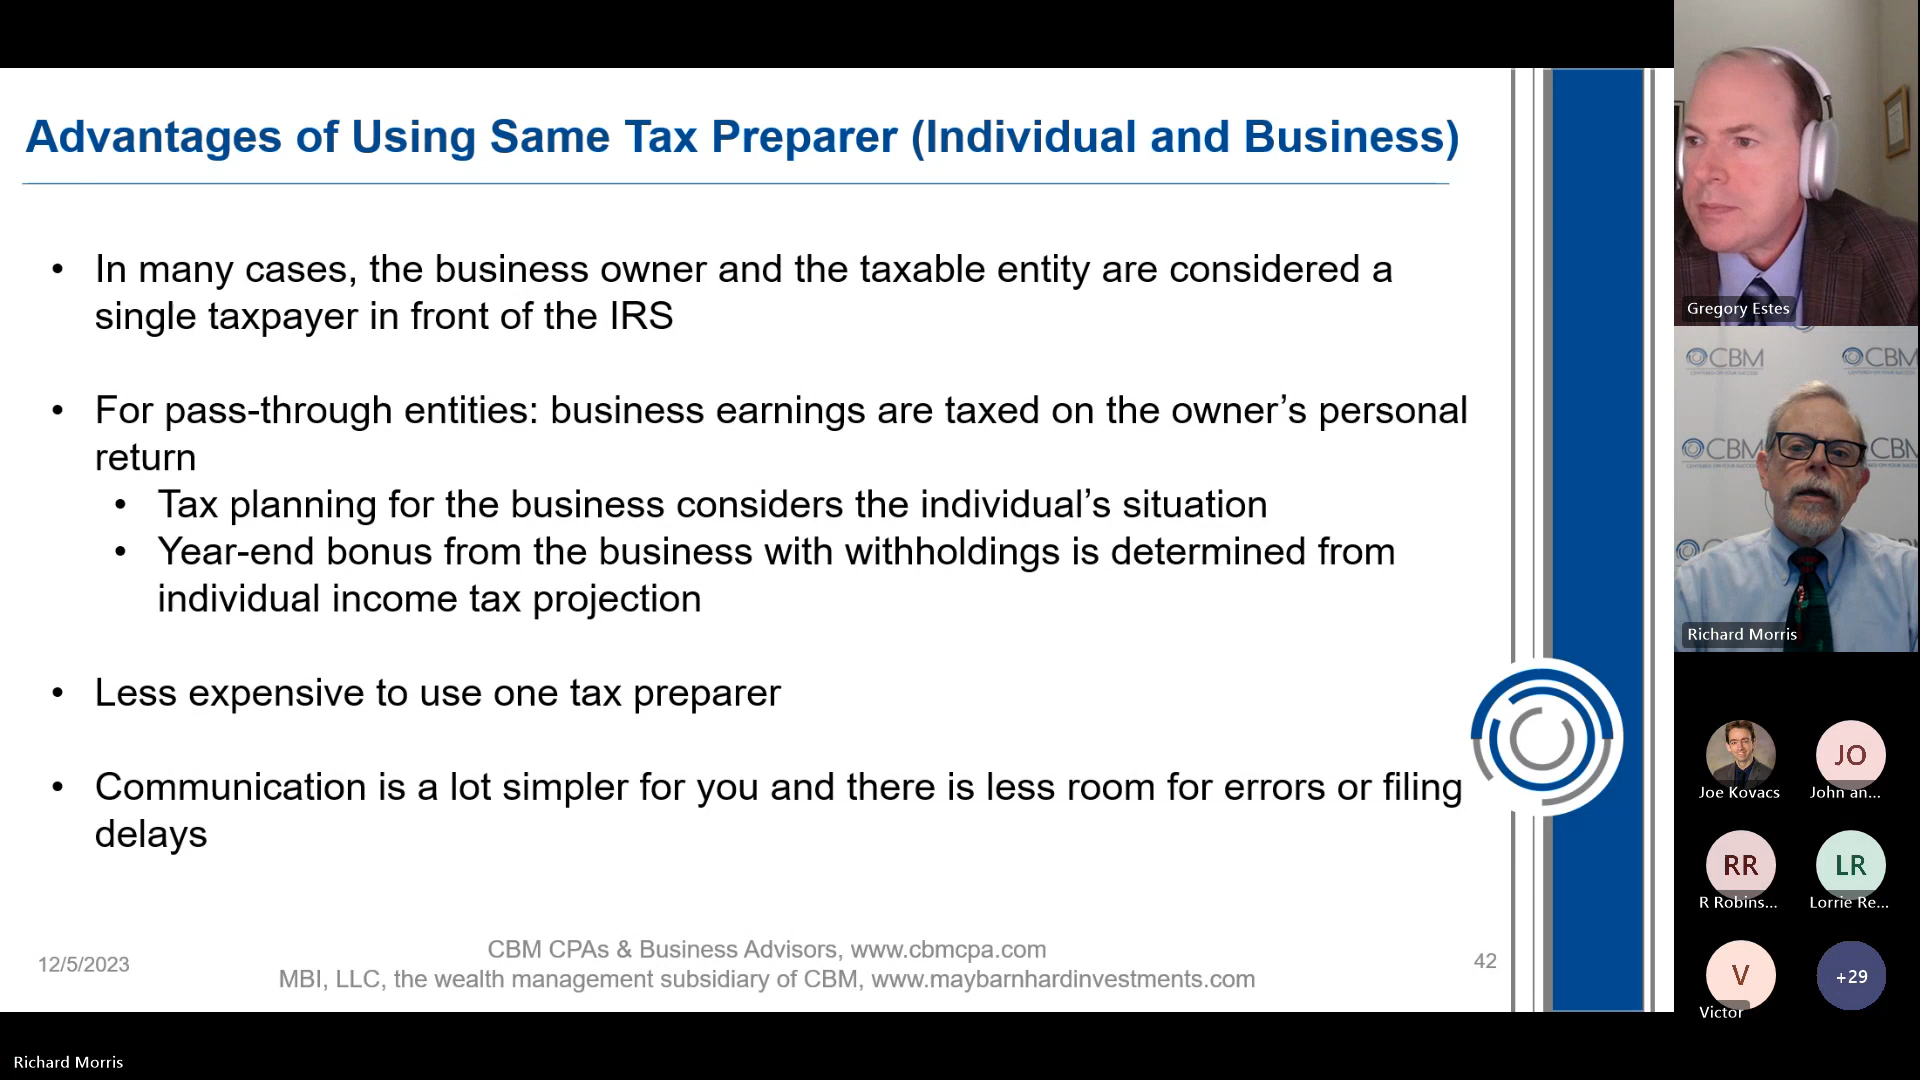 Advantages of Using Same Tax Preparer (Individual and Business)
• In many cases, the business owner and the taxable entity are considered a
single taxpayer in front of the IRS
• For pass-through entities: business earnings are taxed on the owner’s personal
return
• Tax planning for the business considers the individual’s situation
• Year-end bonus from the business with withholdings is determined from
individual income tax projection
• Less expensive to use one tax preparer
• Communication is a lot simpler for you and there is less room for errors or filing
delays
12/5/2023
CBM CPAs & Business Advisors, www.cbmcpa.com
MBI, LLC, the wealth management subsidiary of CBM, www.maybarnhardinvestments.com
42
Gregory Estes
CBM
CBM
CBM
CBM
Richard Morris
Joe Kovacs
JO
John an...
RR
R Robins...
LR
Lorrie Re...
V
Victor
+29
Richard Morris